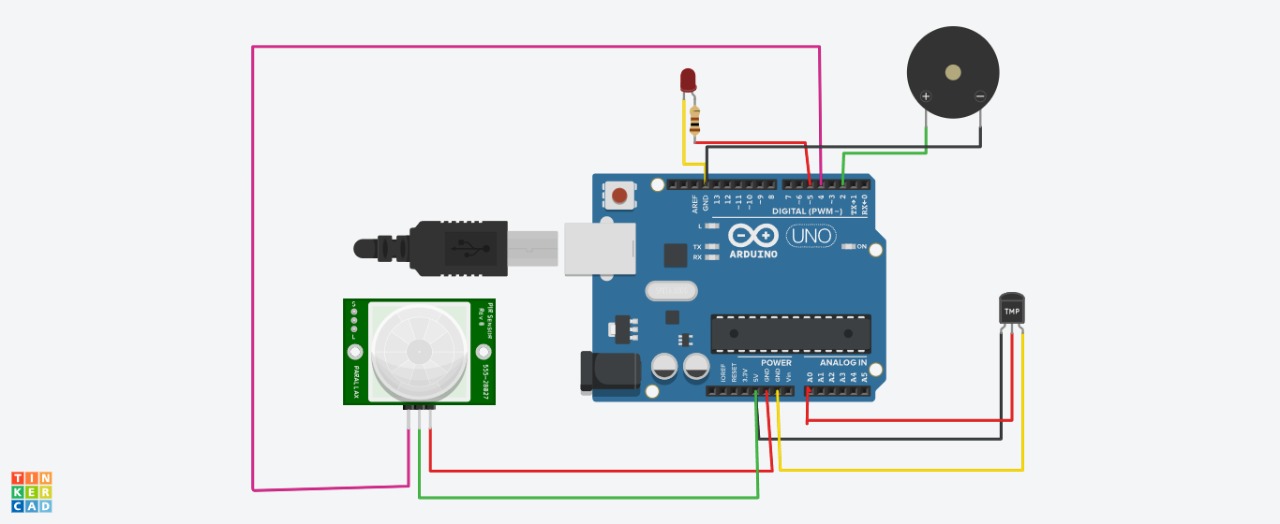 +
−
AREF
GND
13
12
~11
~10
~9
8
7
~6
~5
4
~3
2
TX→1
RX←0
DIGITAL (PWM~)
L
TX
RX
ARDUINO
UNO
ON
PIR SENSOR
Rev B
S
L
PARALLAX
555-28027
TMP
POWER
ANALOG IN
IOREF
RESET
3.3V
5V
GND
GND
Vin
A0
A1
A2
A3
A4
A5
TIN
KER
CAD